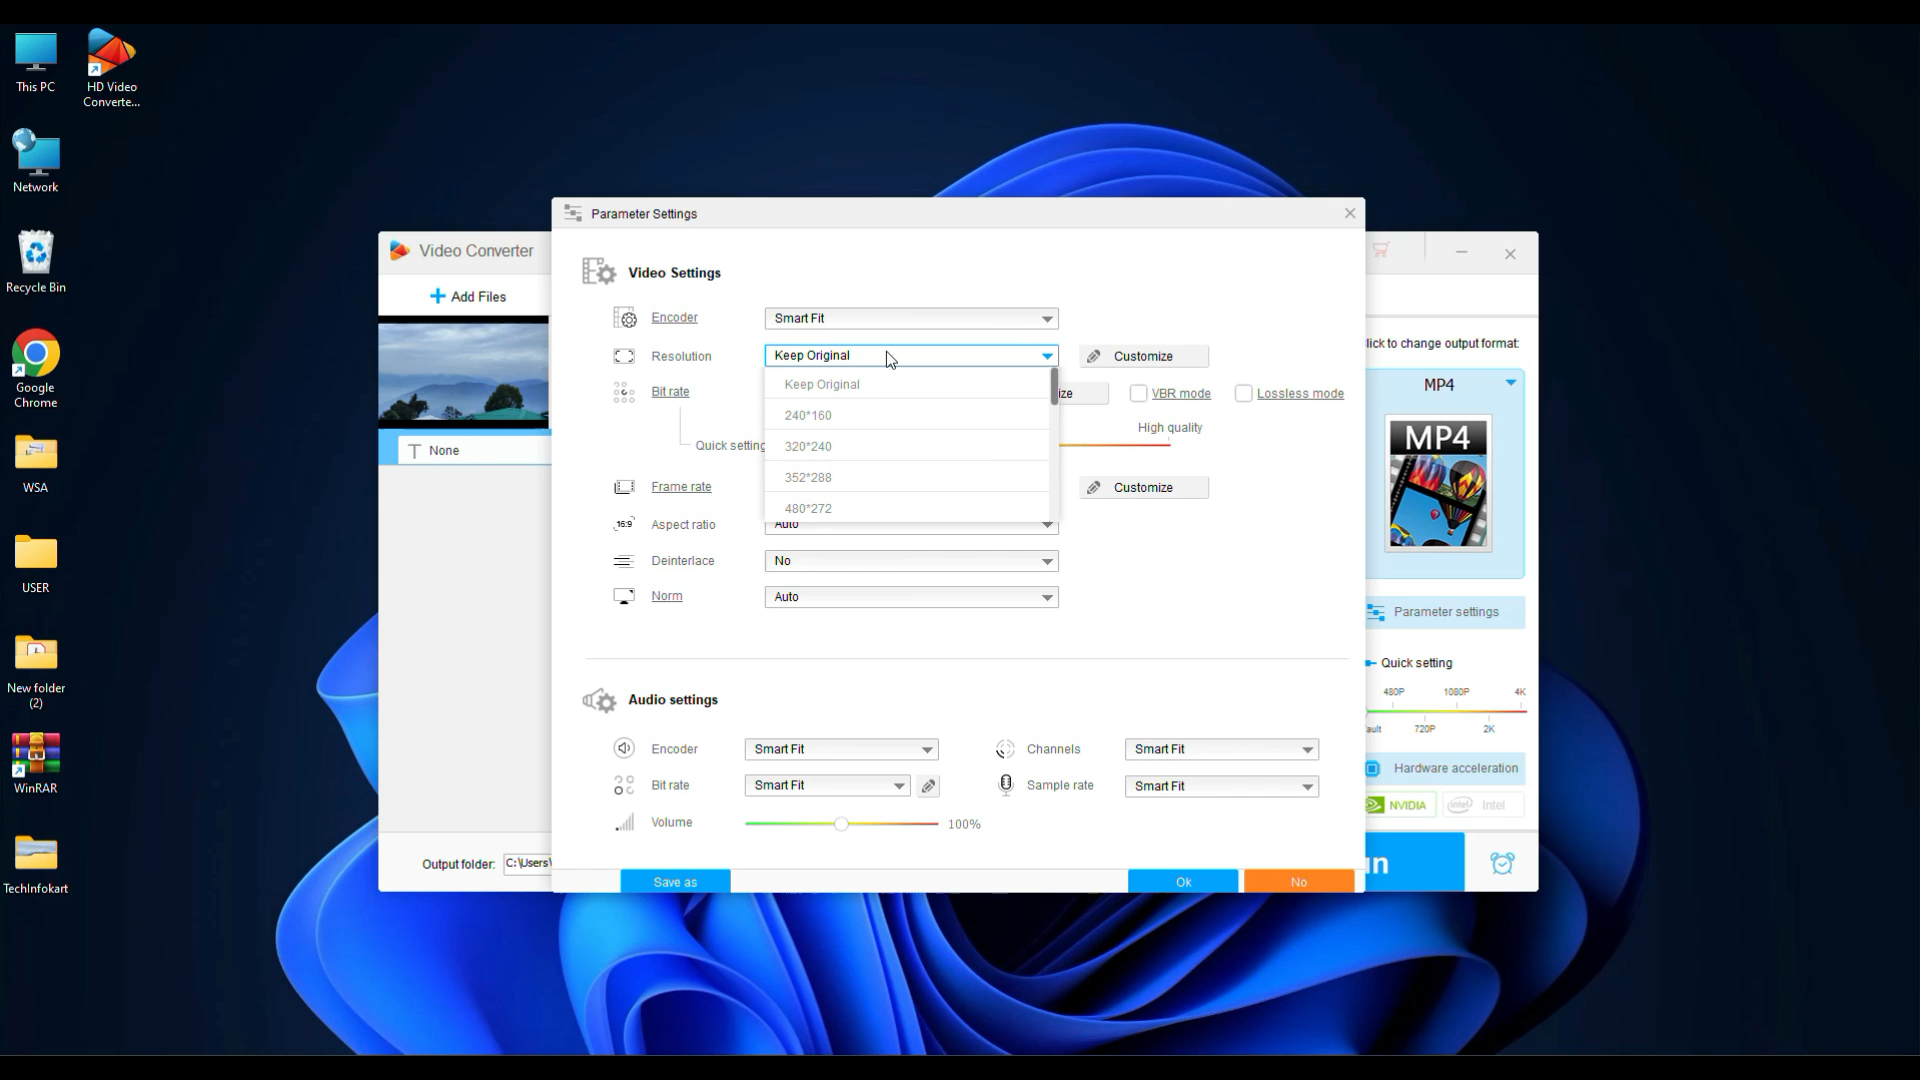 This PC
HD Video
Converte...
Network
Recycle Bin
Google
Chrome
WSA
USER
New folder
(2)
WinRAR
TechInfokart
Video Converter
Add Files
None
Output folder: C:\Users\
Parameter Settings
Video Settings
Encoder Smart Fit
Resolution Keep Original Customize
Keep Original
240*160
320*240
352*288
480*272
Bit rate ize VBR mode Lossless mode
High quality
Quick setting
Frame rate Customize
16:9 Aspect ratio Auto
Deinterlace No
Norm Auto
Audio settings
Encoder Smart Fit Channels Smart Fit
Bit rate Smart Fit Sample rate Smart Fit
Volume 100%
Save as Ok No
lick to change output format:
MP4
MP4
Parameter settings
Quick setting
480P 1080P 4K
ault 720P 2K
Hardware acceleration
NVIDIA intel Intel
un